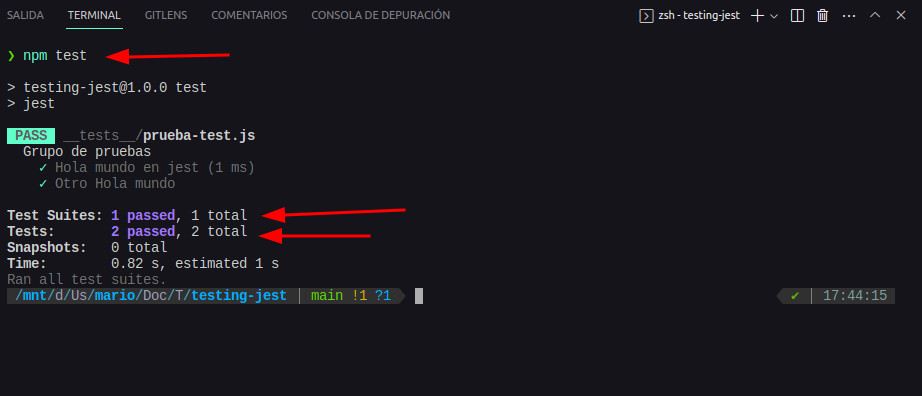 SALIDA TERMINAL GITLENS COMENTARIOS CONSOLA DE DEPURACIÓN zsh - testing-jest
❯ npm test
> testing-jest@1.0.0 test
> jest
PASS __tests__/prueba-test.js
Grupo de pruebas
✓ Hola mundo en jest (1 ms)
✓ Otro Hola mundo
Test Suites: 1 passed, 1 total
Tests: 2 passed, 2 total
Snapshots: 0 total
Time: 0.82 s, estimated 1 s
Ran all test suites.
/mnt/d/Us/mario/Doc/T/testing-jest | main !1 ?1 ✔ | 17:44:15